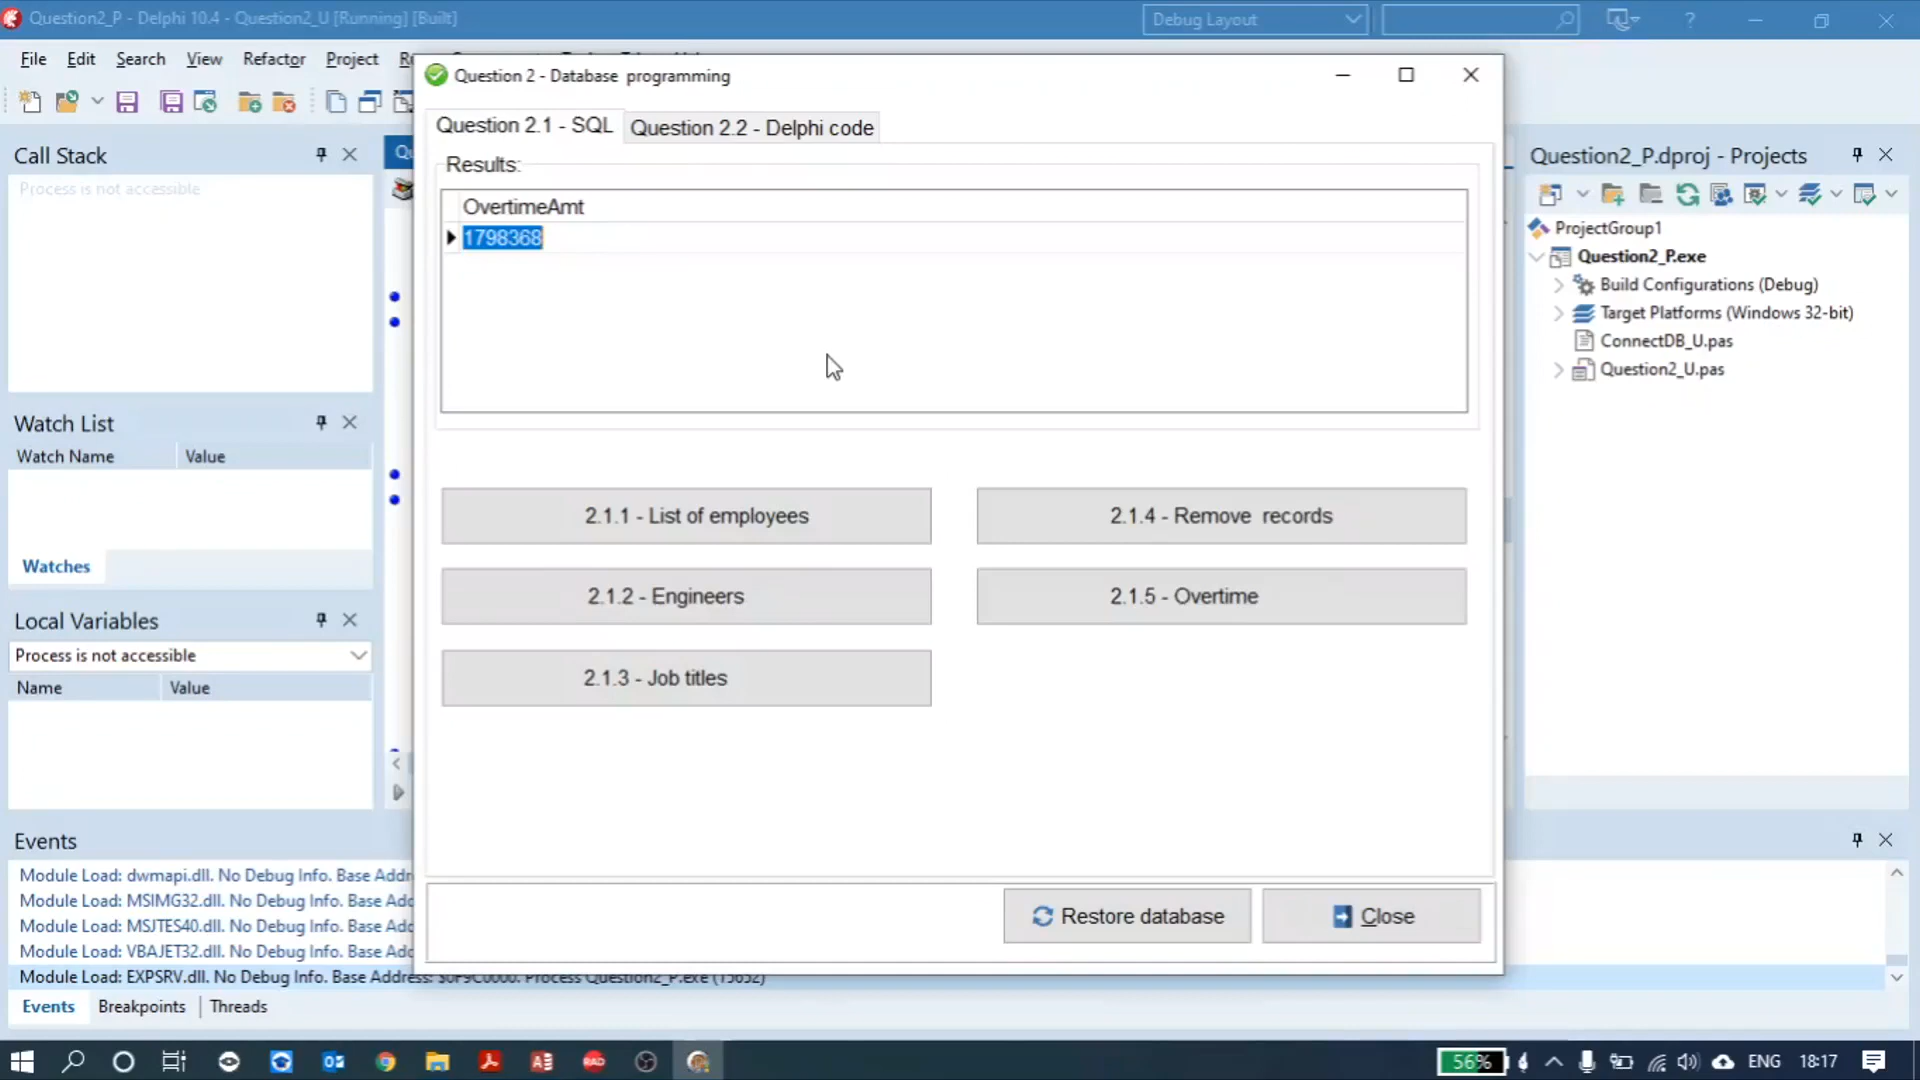 Question2_P - Delphi 10.4 - Question2_U [Running] [Built]
Debug Layout
File Edit Search View Refactor Project
Question 2 - Database programming
Question 2.1 - SQL
Question 2.2 - Delphi code
Results:
OvertimeAmt
1798368
2.1.1 - List of employees
2.1.4 - Remove records
2.1.2 - Engineers
2.1.5 - Overtime
2.1.3 - Job titles
Restore database
Close
Call Stack
Process is not accessible
Watch List
Watch Name Value
Watches
Local Variables
Process is not accessible
Name Value
Question2_P.dproj - Projects
ProjectGroup1
Question2_P.exe
Build Configurations (Debug)
Target Platforms (Windows 32-bit)
ConnectDB_U.pas
Question2_U.pas
Events
Module Load: dwmapi.dll. No Debug Info. Base
Module Load: MSIMG32.dll. No Debug Info. Base
Module Load: MSJTES40.dll. No Debug Info. Base
Module Load: VBAJET32.dll. No Debug Info. Base
Module Load: EXPSRV.dll. No Debug Info. Base Address: $0F9C0000. Process Question2_P.exe (15652)
Events Breakpoints Threads
56%
ENG
18:17